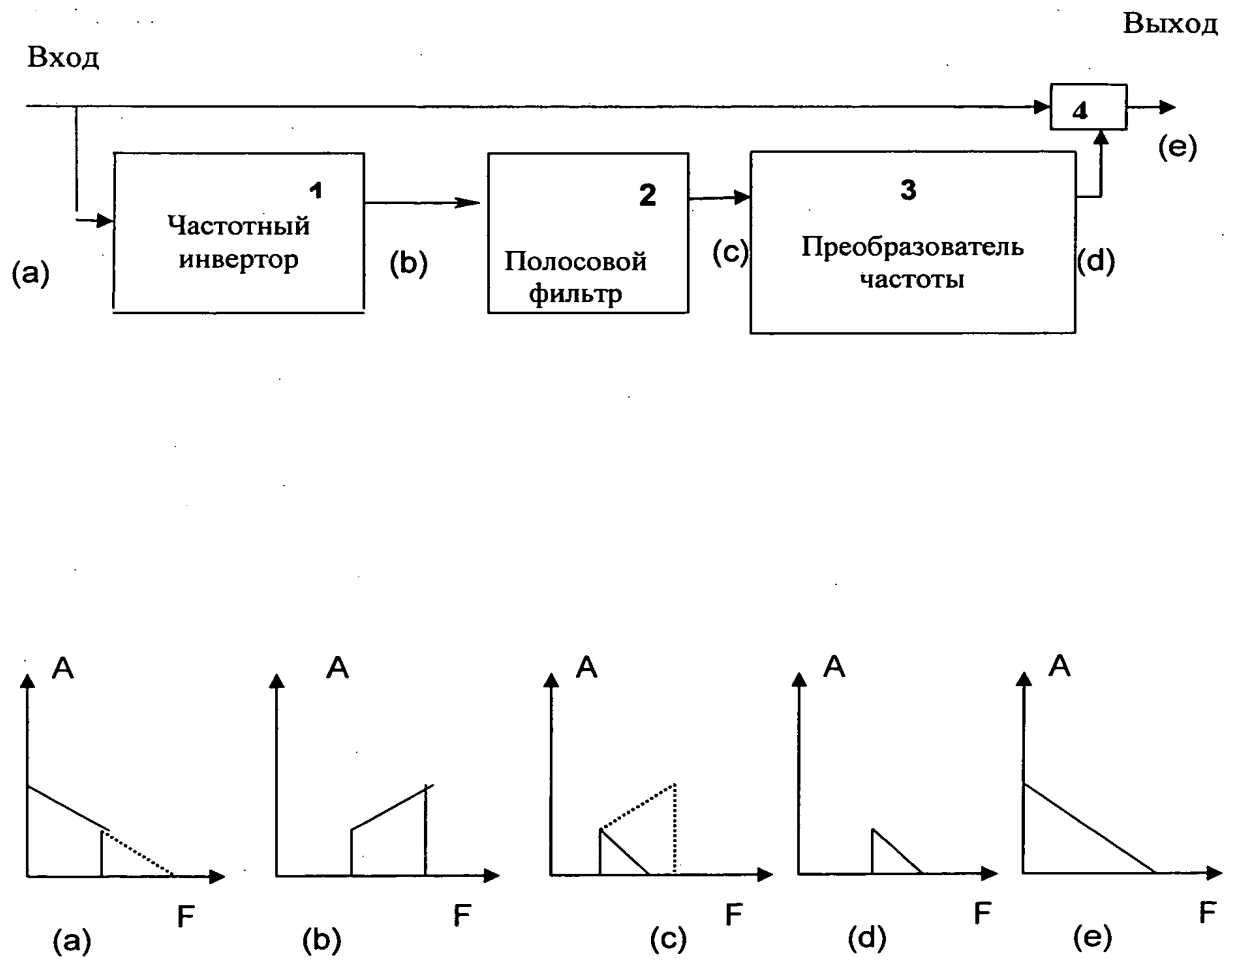 Выход
Вход
4
(e)
1
Частотный
инвертор
2
Полосовой
фильтр
3
Преобразователь
частоты
(a)
(b)
(c)
(d)
A
A
A
A
A
F
F
F
F
F
(a)
(b)
(c)
(d)
(e)